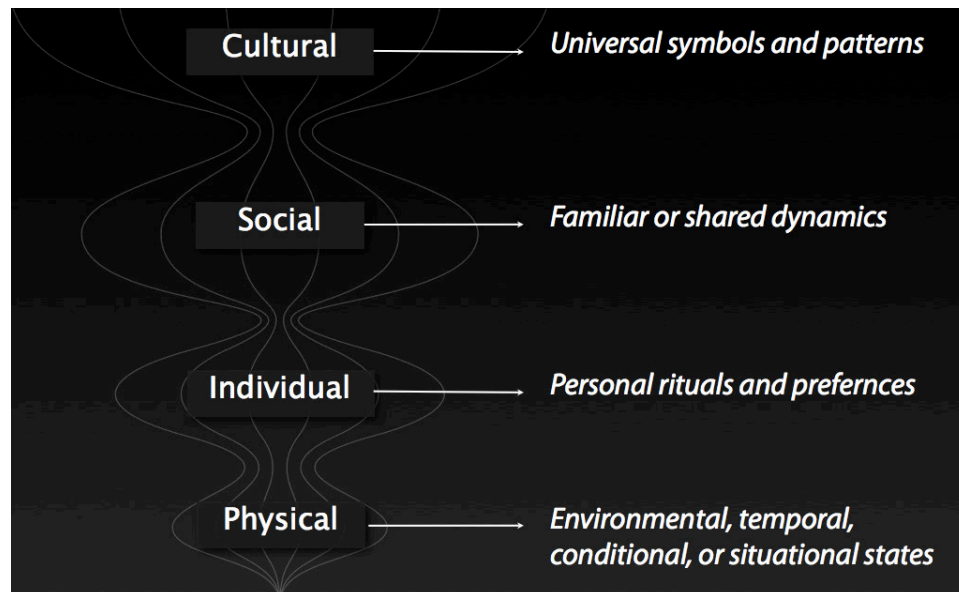 Cultural
Universal symbols and patterns
Social
Familiar or shared dynamics
Individual
Personal rituals and prefernces
Physical
Environmental, temporal,
conditional, or situational states